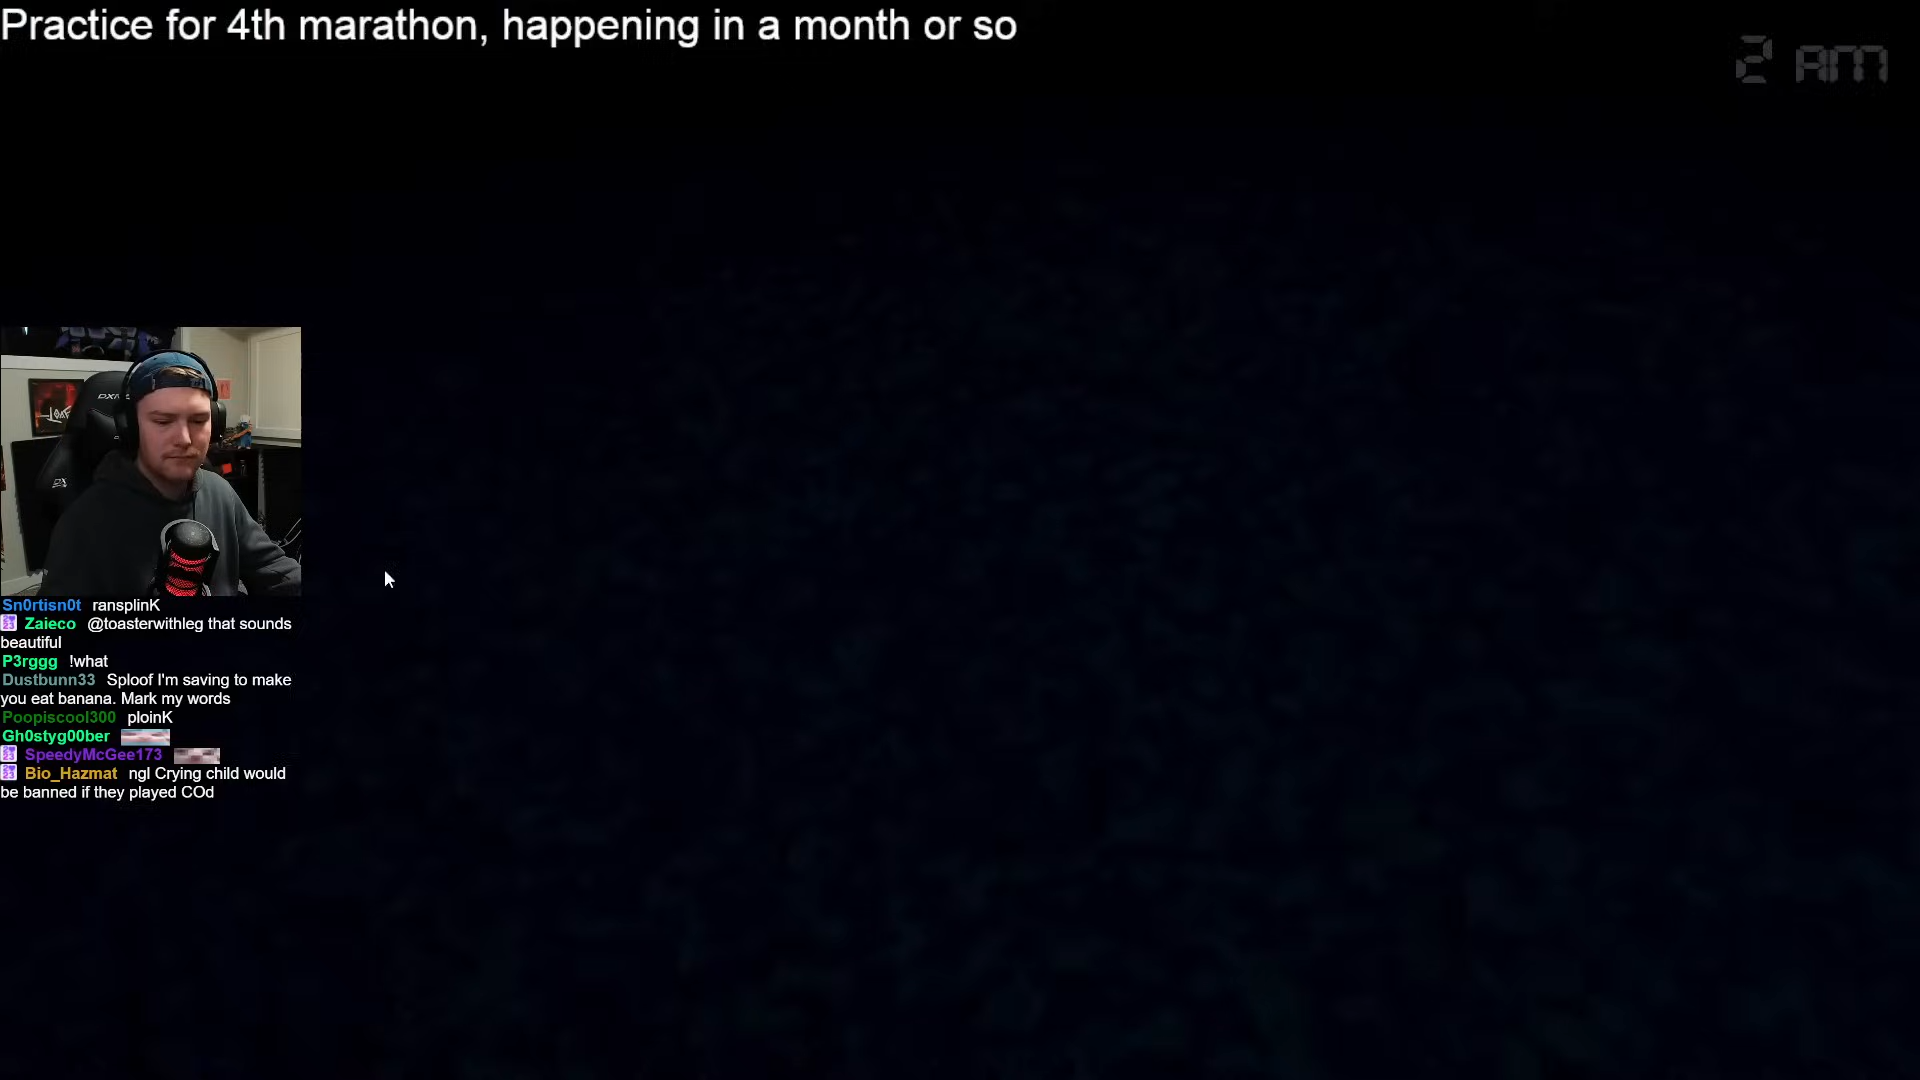 Practice for 4th marathon, happening in a month or so
2 AM
Sn0rtisn0t ransplinK
Zaieco @toasterwithleg that sounds
beautiful
P3rggg !what
Dustbunn33 Sploof I'm saving to make
you eat banana. Mark my words
Poopiscool300 ploinK
Gh0styg00ber
SpeedyMcGee173
Bio_Hazmat ngl Crying child would
be banned if they played COd